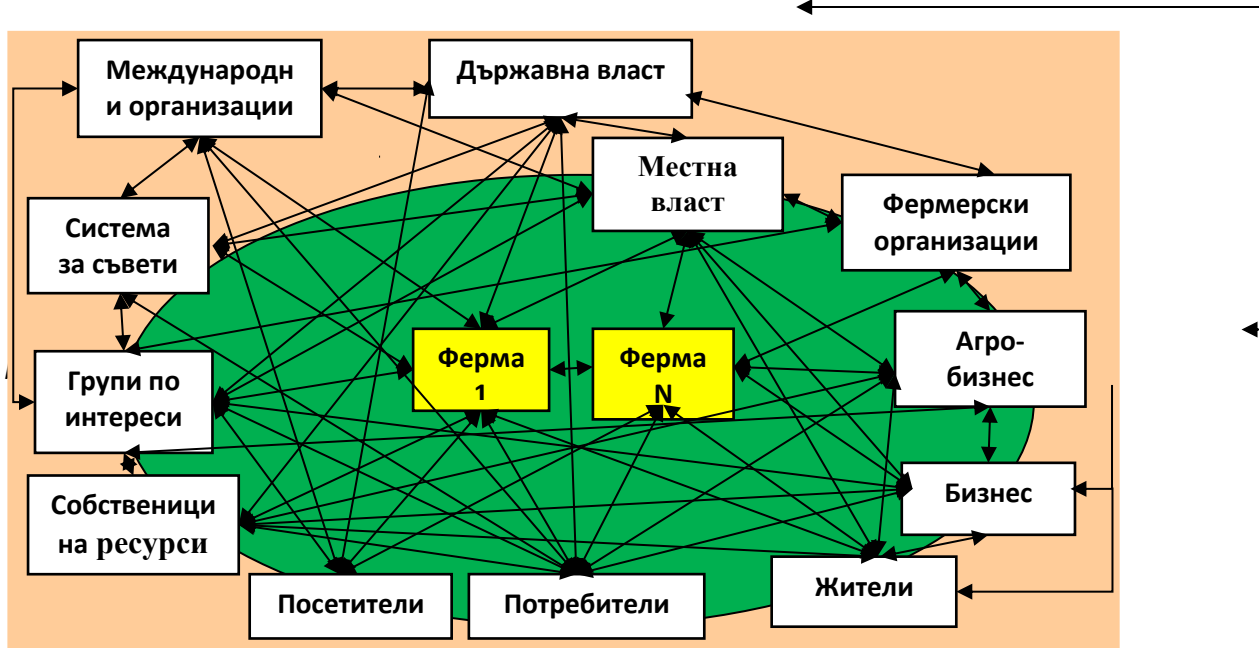 Международн
и организации
Държавна власт
Местна
власт
Фермерски
организации
Система
за съвети
Ферма
1
Ферма
N
Агро-
бизнес
Групи по
интереси
Бизнес
Собственици
на ресурси
Посетители
Потребители
Жители